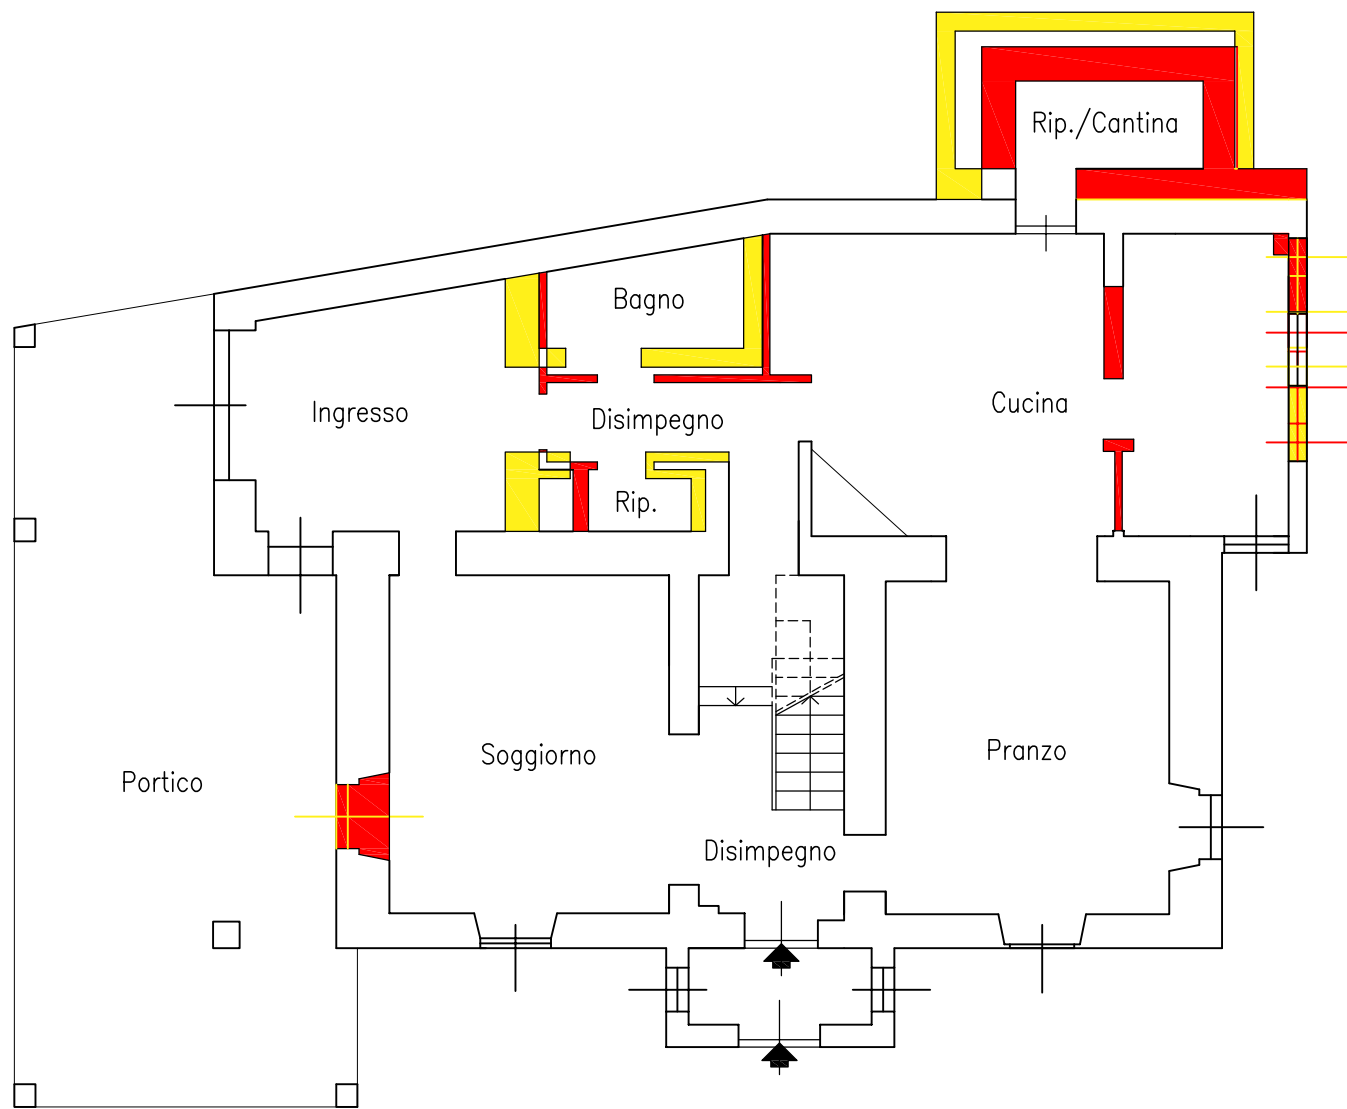 Rip./Cantina
Bagno
Ingresso
Disimpegno
Cucina
Rip.
Soggiorno
Pranzo
Portico
Disimpegno